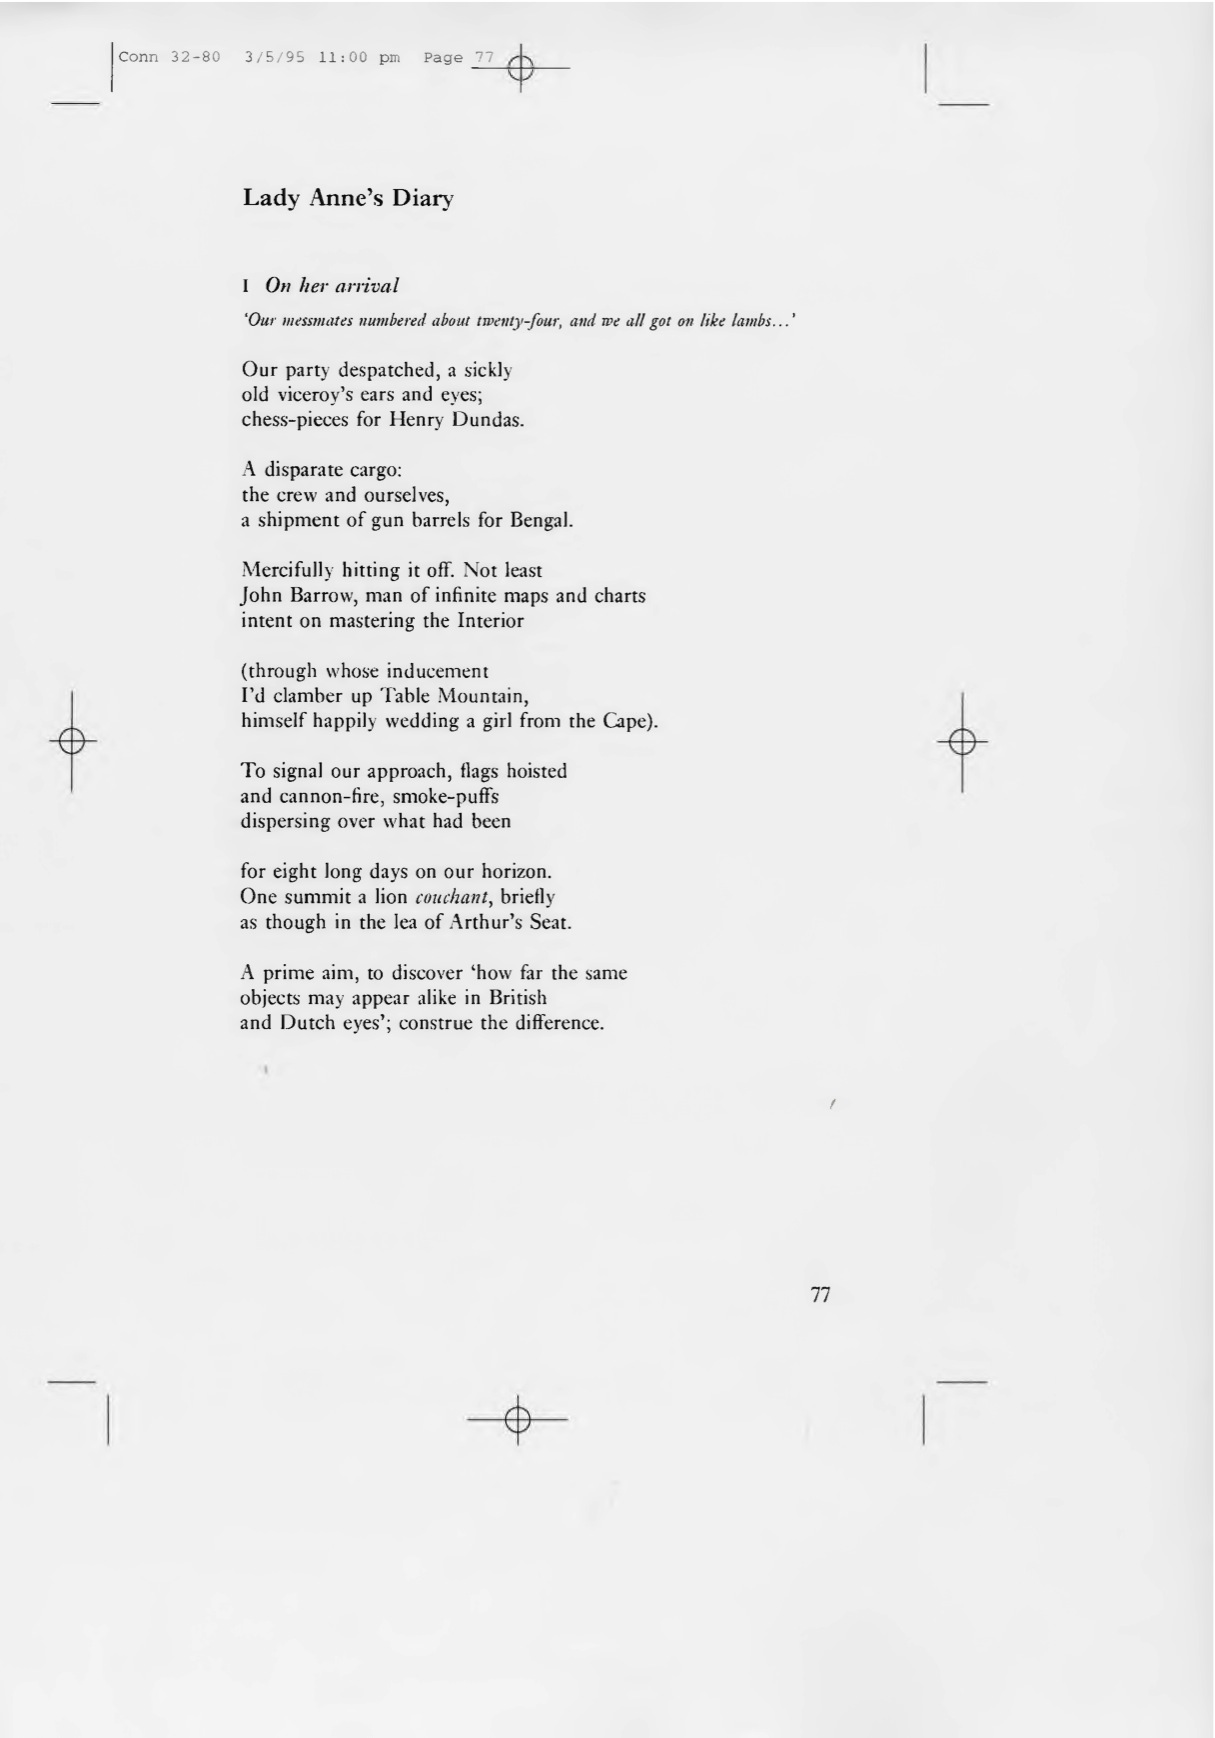 Conn 32-80 3/5/95 11:00 pm Page 77
Lady Anne's Diary
I On her arrival
'Our messmates numbered about twenty-four, and we all got on like lambs...'
Our party despatched, a sickly
old viceroy's ears and eyes;
chess-pieces for Henry Dundas.
A disparate cargo:
the crew and ourselves,
a shipment of gun barrels for Bengal.
Mercifully hitting it off. Not least
John Barrow, man of infinite maps and charts
intent on mastering the Interior
(through whose inducement
I'd clamber up Table Mountain,
himself happily wedding a girl from the Cape).
To signal our approach, flags hoisted
and cannon-fire, smoke-puffs
dispersing over what had been
for eight long days on our horizon.
One summit a lion couchant, briefly
as though in the lea of Arthur's Seat.
A prime aim, to discover 'how far the same
objects may appear alike in British
and Dutch eyes'; construe the difference.
77